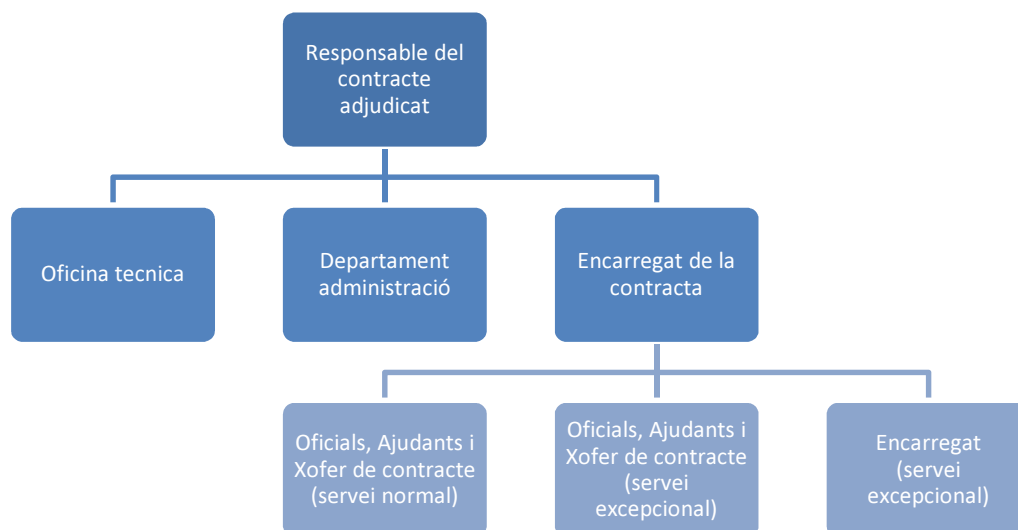 Responsable del
contracte
adjudicat
Oficina tecnica
Departament
administració
Encarregat de la
contracta
Oficials, Ajudants i
Xofer de contracte
(servei normal)
Oficials, Ajudants i
Xofer de contracte
(servei
excepcional)
Encarregat
(servei
excepcional)